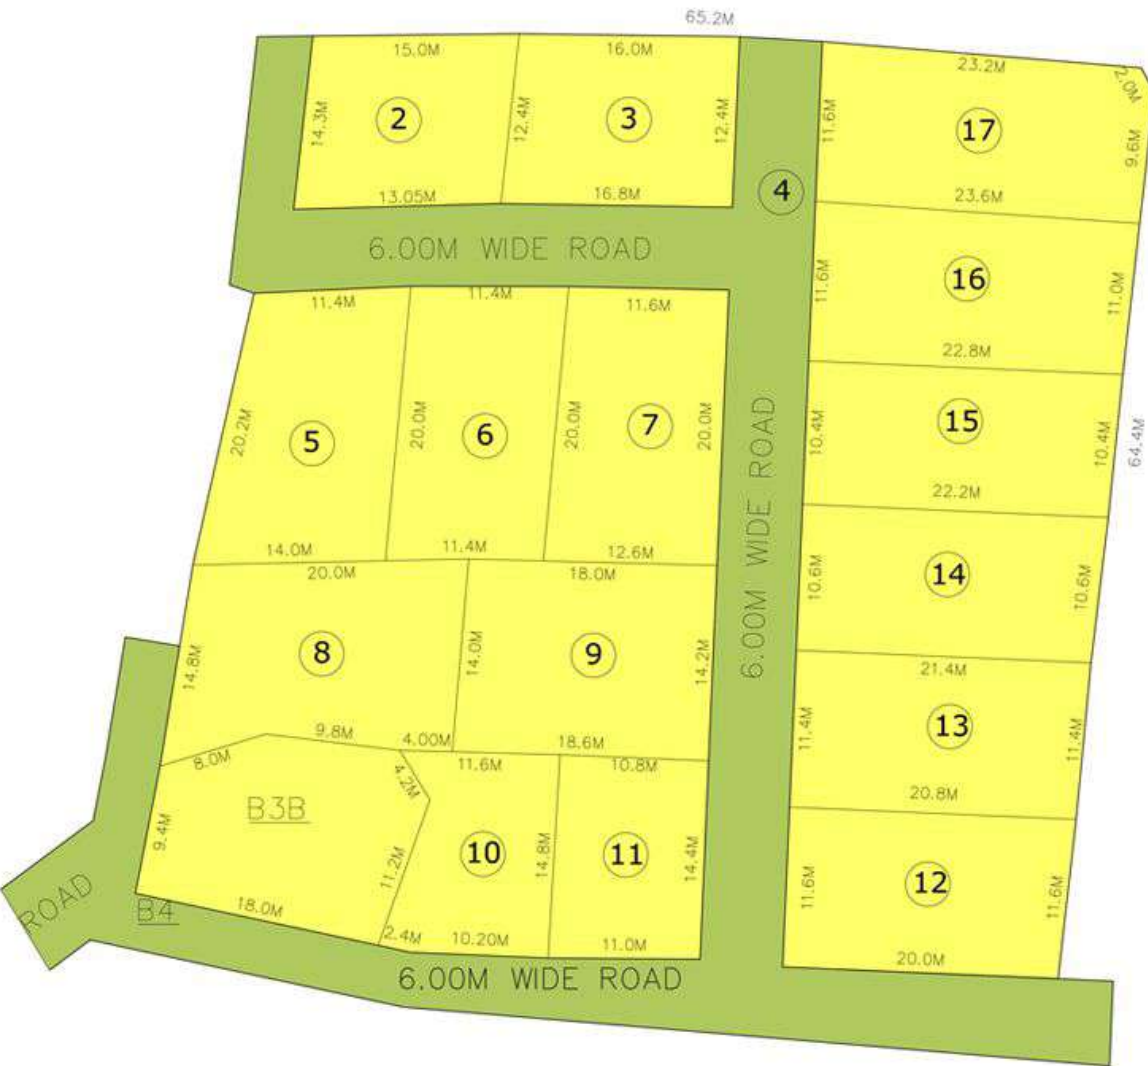 65.2M
15.0M
16.0M
23.2M
2.0M
14.3M
2
12.4M
3
12.4M
11.6M
17
9.6M
4
13.05M
16.8M
23.6M
6.00M WIDE ROAD
11.6M
16
11.0M
11.4M
11.4M
11.6M
22.8M
20.2M
5
20.0M
6
20.0M
7
20.0M
6.00M WIDE ROAD
10.4M
15
10.4M
64.4M
22.2M
14.0M
11.4M
12.6M
20.0M
18.0M
10.6M
14
10.6M
14.8M
8
14.0M
9
14.2M
21.4M
11.4M
13
11.4M
8.0M
9.8M
4.00M
18.6M
4.2M
11.6M
10.8M
20.8M
B3B
9.4M
11.2M
10
14.8M
11
14.4M
11.6M
12
11.6M
ROAD
B4
18.0M
2.4M
10.20M
11.0M
20.0M
6.00M WIDE ROAD